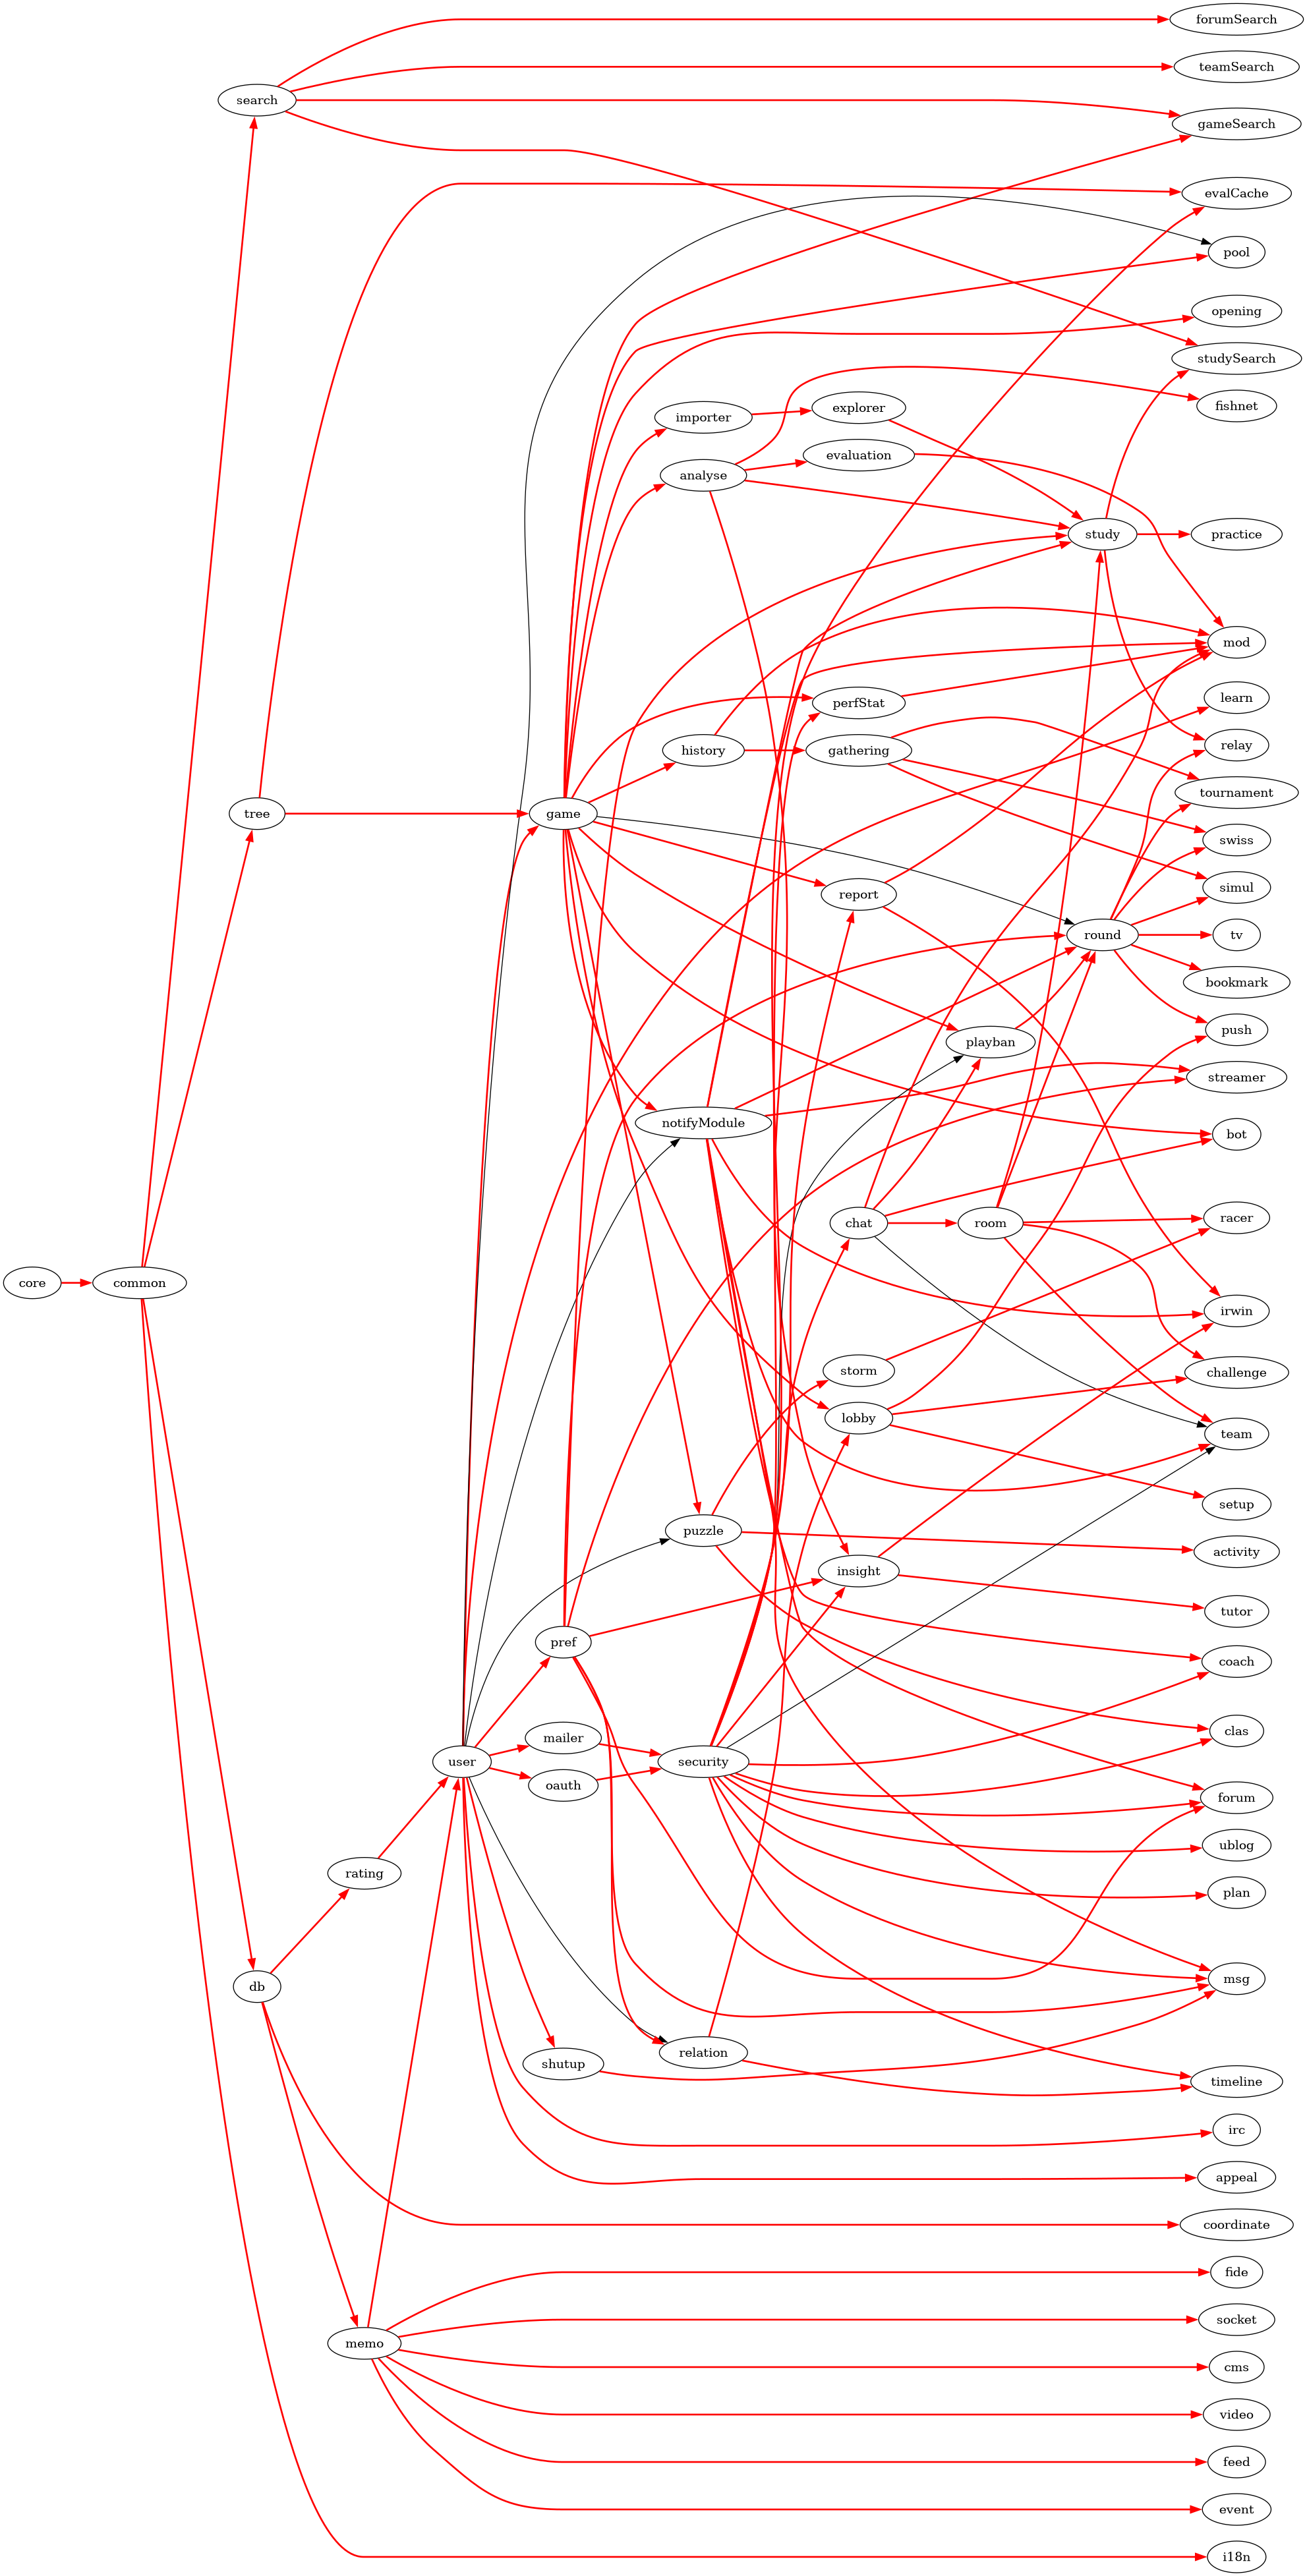 forumSearch
teamSearch
search
gameSearch
evalCache
pool
opening
studySearch
fishnet
explorer
importer
evaluation
analyse
study
practice
mod
learn
perfStat
relay
history
gathering
tournament
tree
game
swiss
simul
report
round
tv
bookmark
push
playban
streamer
notifyModule
bot
racer
chat
room
core
common
irwin
storm
challenge
lobby
team
setup
puzzle
activity
insight
tutor
pref
coach
clas
mailer
user
security
oauth
forum
ublog
rating
plan
msg
db
relation
shutup
timeline
irc
appeal
coordinate
fide
socket
memo
cms
video
feed
event
i18n